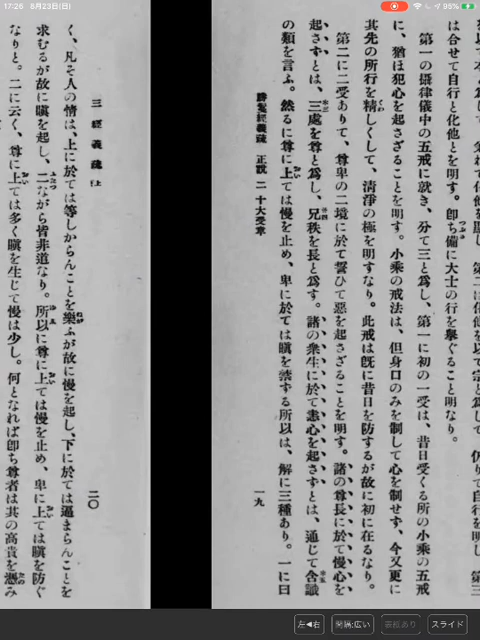 17:26 8月23日(日)
95%
は合せて自行と化他とを明す。卽ち備に大士の行を擧ぐること明なり。
第一の攝律儀中の五戒に就き、分て三と爲し、第一に初の一受は、昔日受くる所の小乘の五戒
に、猶ほ犯心を起さざることを明す。小乘の戒法は、但身口のみを制して心を制せず、今又更に
其先の所行を精しくして、淸淨の極を明すなり。此戒は旣に昔日を防するが故に初に在るなり。
第二に二受ありて、尊卑の二境に於て誓ひて惡を起さざることを明す。諸の尊長に於て慢心を
起さずとは、三處を尊と爲し、兄秩を長と爲す。諸の衆生に於て恚心を起さずとは、通じて含識
の類を言ふ。然るに尊に上ては慢を止め、卑に於ては瞋を禁ずる所以は、解に三種あり。一に曰
勝鬘經義疏 正說 二 十大受章
一九
三經義疏 上
二〇
く、凡そ人の情は、上に於ては等しからんことを樂ふが故に慢を起し、下に於ては逼まらんことを
求むるが故に瞋を起し、二ながら皆非道なり。所以に尊に上ては慢を止め、卑に上ては瞋を防ぐ
なりと。二に云く、尊に上ては多く瞋を生じて慢は少し。何となれば卽ち尊者は其の高貴を憑み
左◀右
間隔:広い
表紙あり
スライド